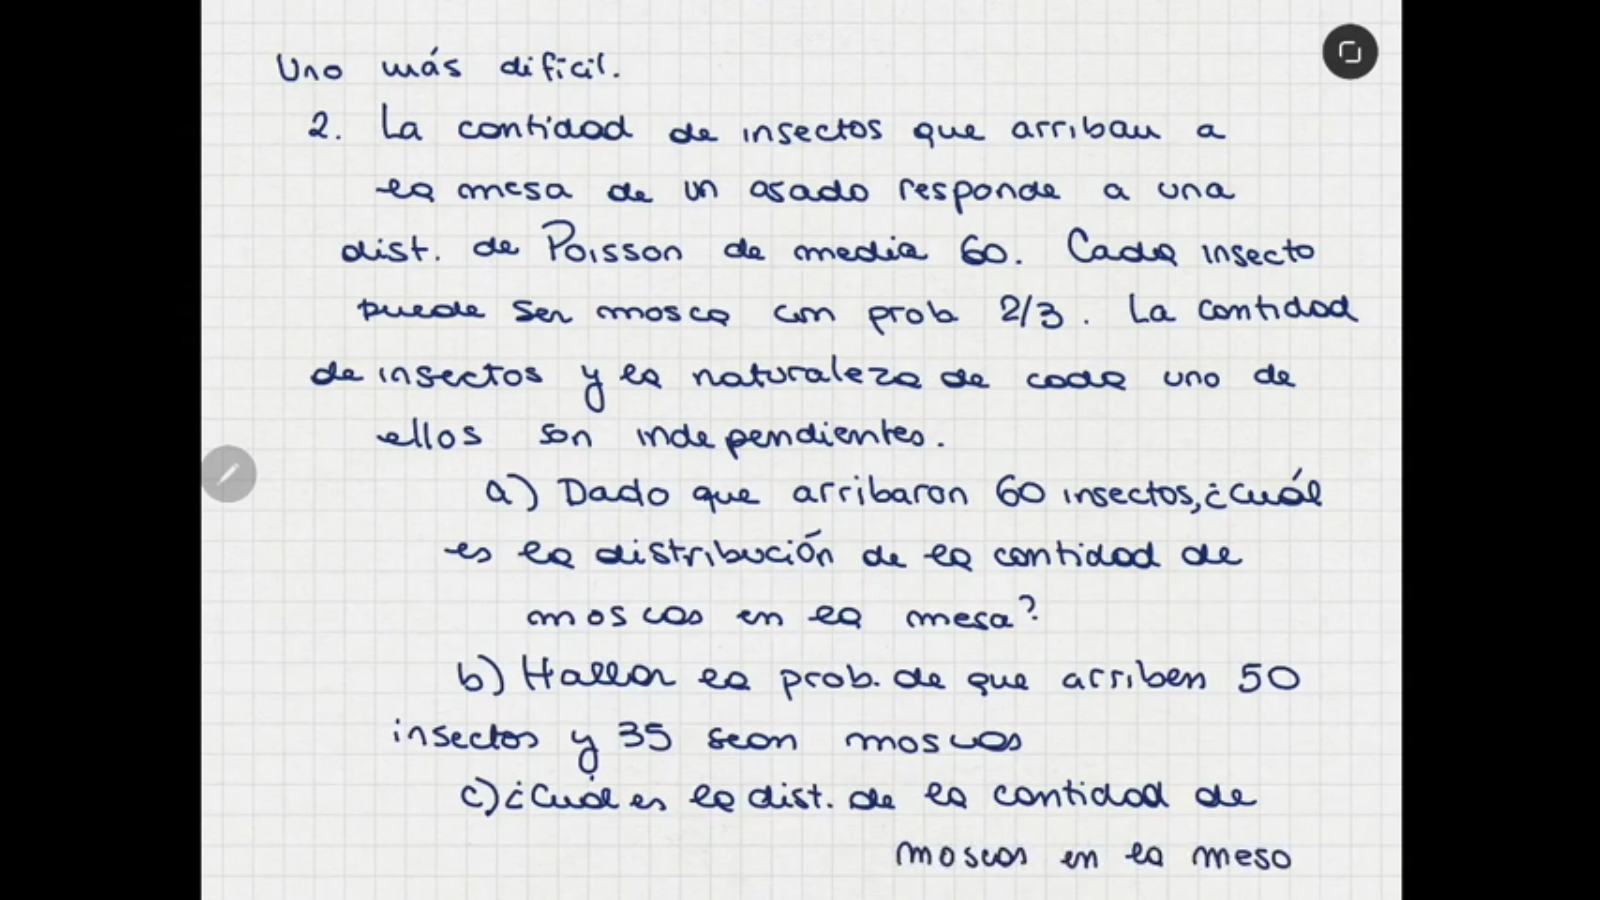 Uno más dificil.
2. La cantidad de insectos que arriban a
la mesa de un asado responde a una
dist. de Poisson de media 60. Cada insecto
puede ser mosca con prob 2/3. La cantidad
de insectos y la naturaleza de cada uno de
ellos son independientes.
a) Dado que arribaron 60 insectos, ¿cuál
es la distribución de la cantidad de
moscas en la mesa?
b) Hallar la prob. de que arriben 50
insectos y 35 sean moscas
c) ¿Cuál es la dist. de la cantidad de
moscas en la mesa